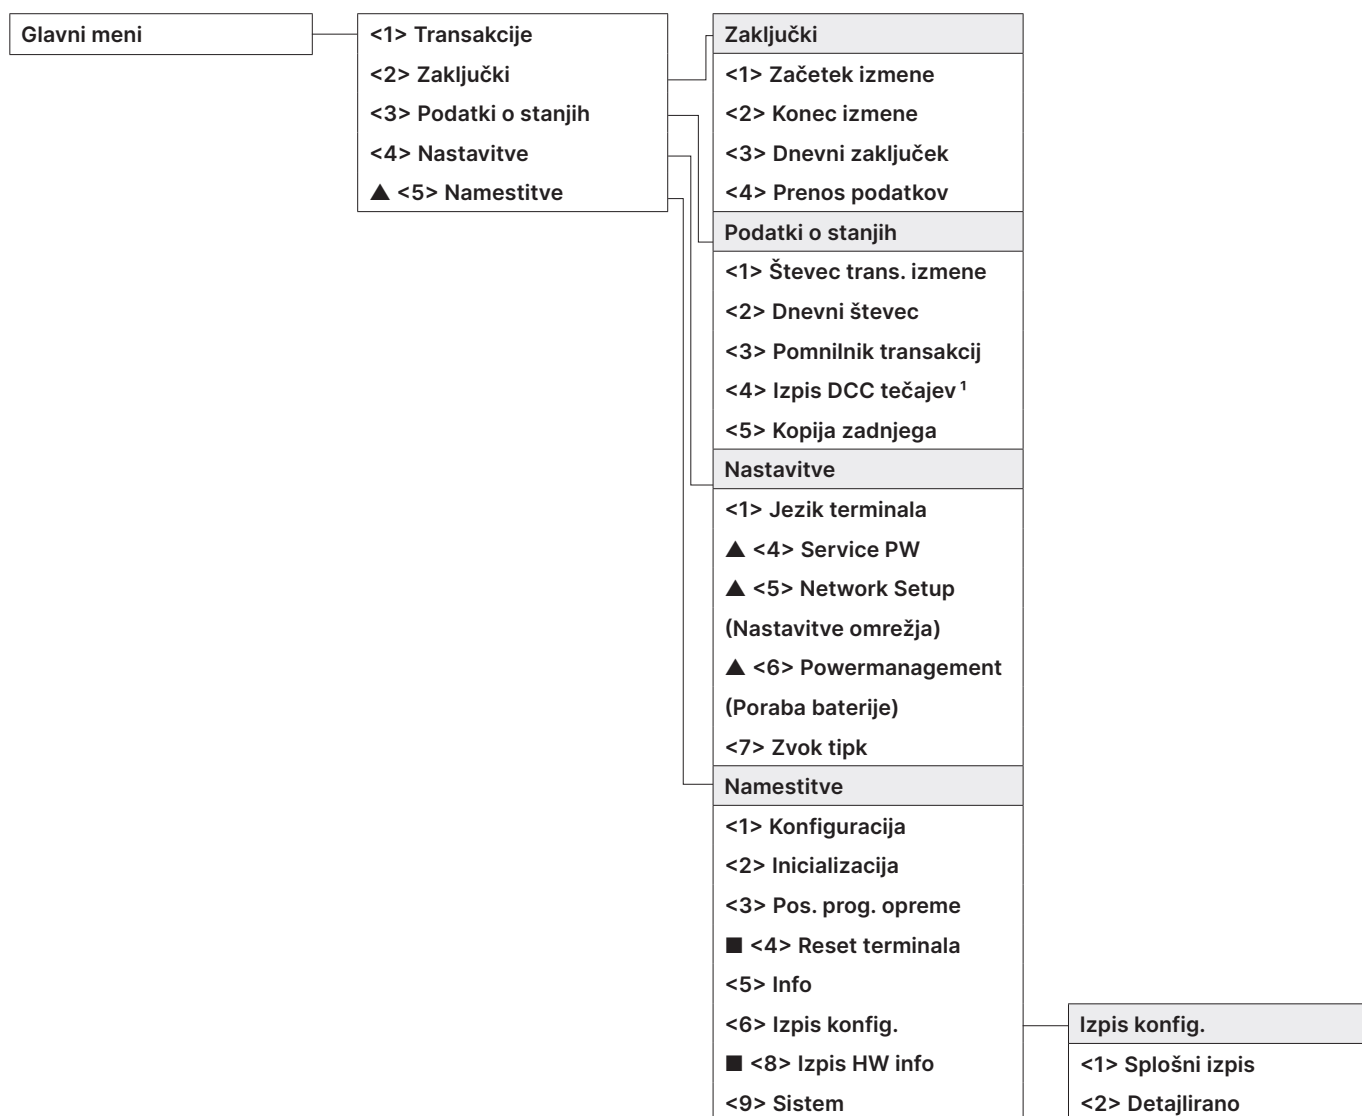 Glavni meni
<1> Transakcije
<2> Zaključki
<3> Podatki o stanjih
<4> Nastavitve
▲ <5> Namestitve
Zaključki
<1> Začetek izmene
<2> Konec izmene
<3> Dnevni zaključek
<4> Prenos podatkov
Podatki o stanjih
<1> Števec trans. izmene
<2> Dnevni števec
<3> Pomnilnik transakcij
<4> Izpis DCC tečajev ¹
<5> Kopija zadnjega
Nastavitve
<1> Jezik terminala
▲ <4> Service PW
▲ <5> Network Setup
(Nastavitve omrežja)
▲ <6> Powermanagement
(Poraba baterije)
<7> Zvok tipk
Namestitve
<1> Konfiguracija
<2> Inicializacija
<3> Pos. prog. opreme
■ <4> Reset terminala
<5> Info
<6> Izpis konfig.
■ <8> Izpis HW info
<9> Sistem
Izpis konfig.
<1> Splošni izpis
<2> Detajlirano